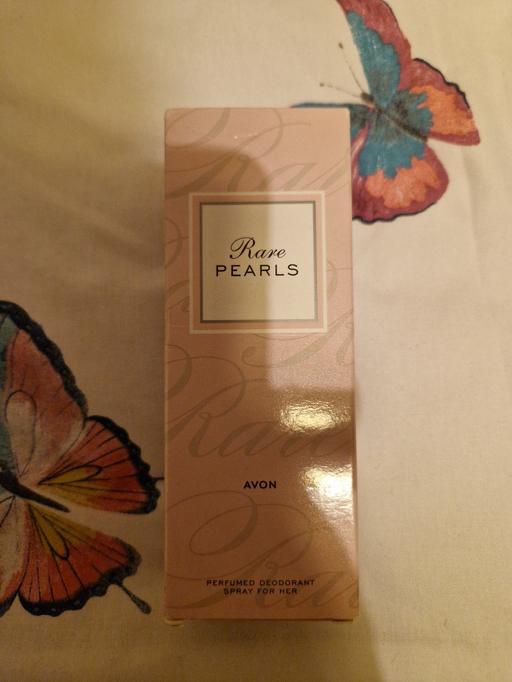 Rare
PEARLS
AVON
PERFUMED DEODORANT
SPRAY FOR HER